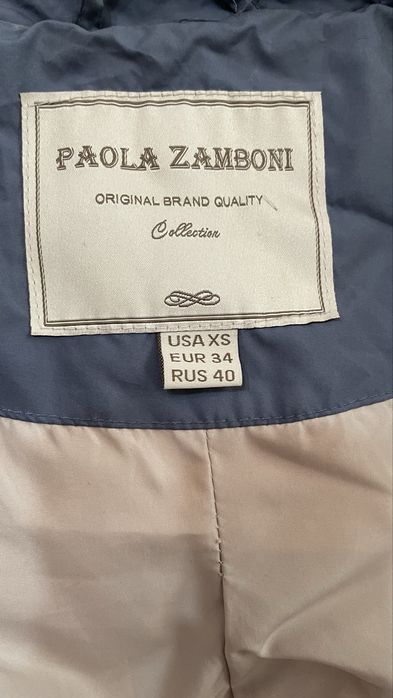 PAOLA ZAMBONI
ORIGINAL BRAND QUALITY
Collection
USA XS
EUR 34
RUS 40